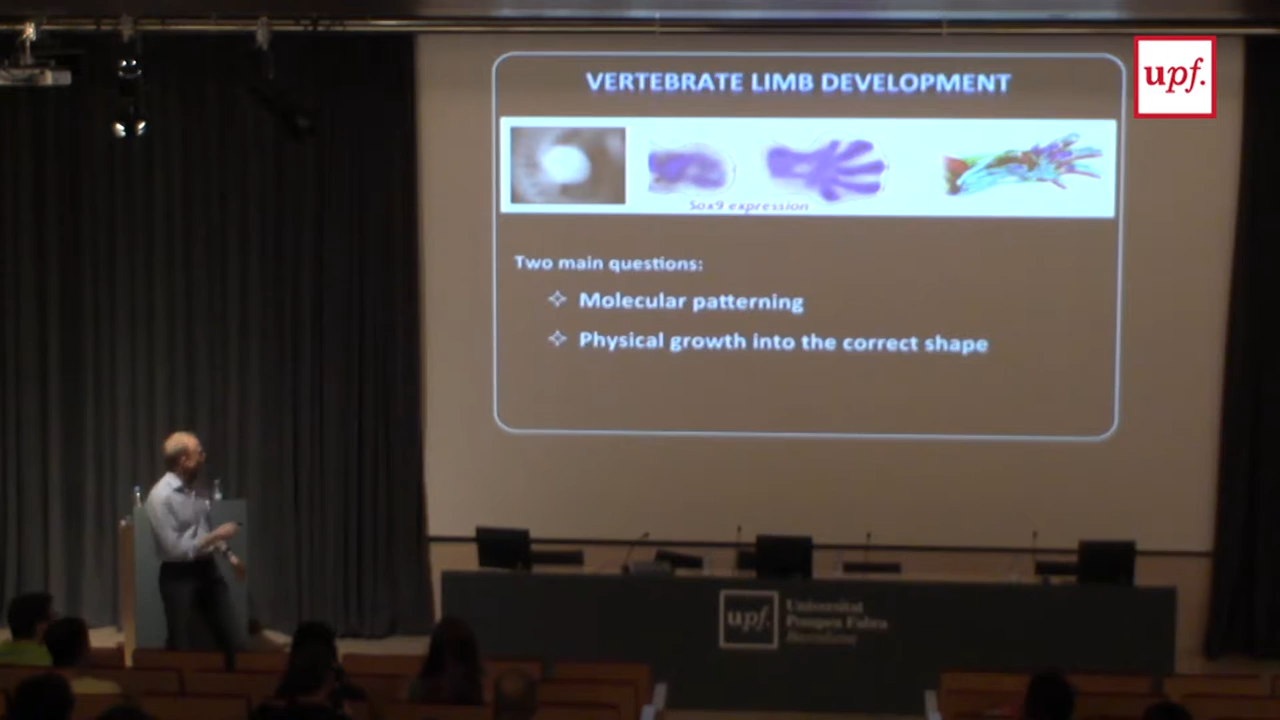 VERTEBRATE LIMB DEVELOPMENT
Sox9 expression
Two main questions:
✧ Molecular patterning
✧ Physical growth into the correct shape
upf.
upf.
Universitat
Pompeu Fabra
Barcelona